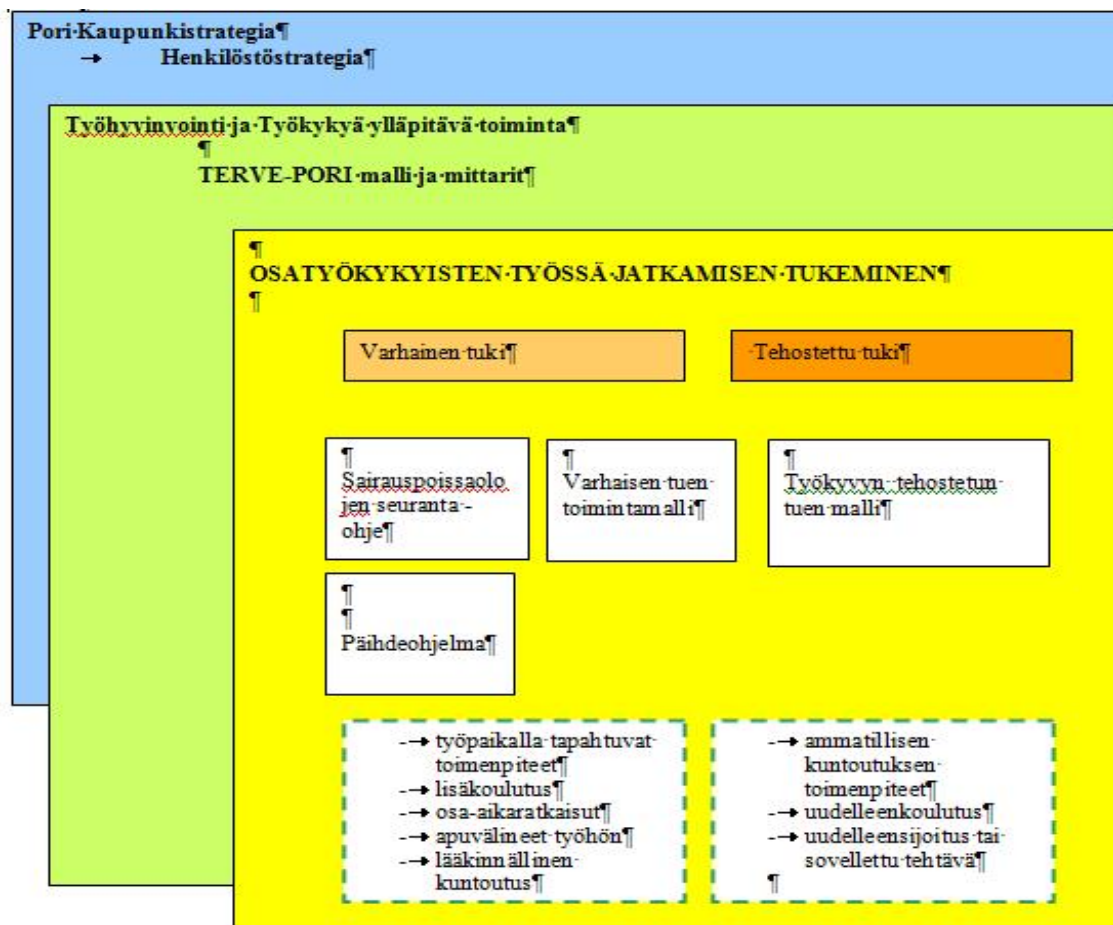 Pori·Kaupunkistrategia¶
→ Henkilöstöstrategia¶
Työhyvinvointi·ja·Työkykyä·ylläpitävä·toiminta¶
¶
TERVE-PORI·malli·ja·mittarit¶
¶
OSATYÖKYKYISTEN·TYÖSSÄ·JATKAMISEN·TUKEMINEN¶
¶
Varhainen·tuki¶
·Tehostettu·tuki¶
¶
Sairauspoissaolo
jen·seuranta·-
ohje¶
¶
Varhaisen·tuen·
toimintamalli¶
¶
Työkyvyn··tehostetun·
tuen·malli¶
¶
¶
Päihdeohjelma¶
-→ työpaikalla·tapahtuvat·
toimenpiteet¶
-→ lisäkoulutus¶
-→ osa-aikaratkaisut¶
-→ apuvälineet·työhön¶
-→ lääkinnällinen·
kuntoutus¶
-→ ammatillisen·
kuntoutuksen·
toimenpiteet¶
-→ uudelleenkoulutus¶
-→ uudelleensijoitus·tai·
sovellettu·tehtävä¶
¶